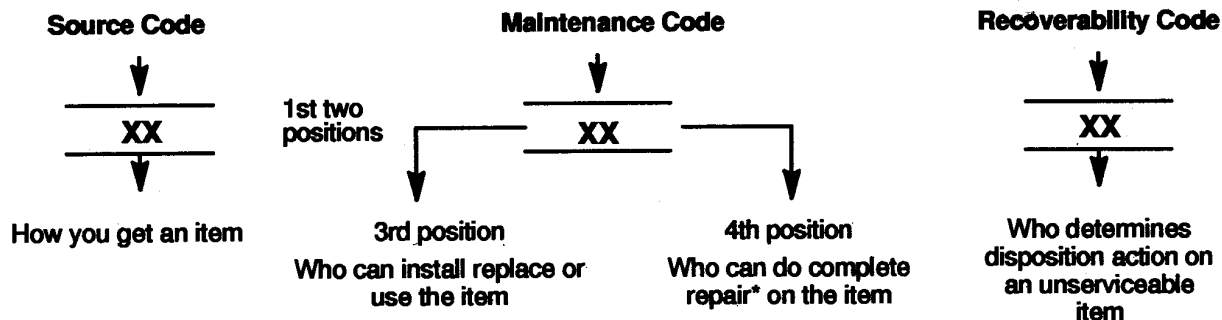 Source Code
Maintenance Code
Recoverability Code
XX
1st two
positions
XX
XX
How you get an item
3rd position
Who can install replace or
use the item
4th position
Who can do complete
repair* on the item
Who determines
disposition action on
an unserviceable
item